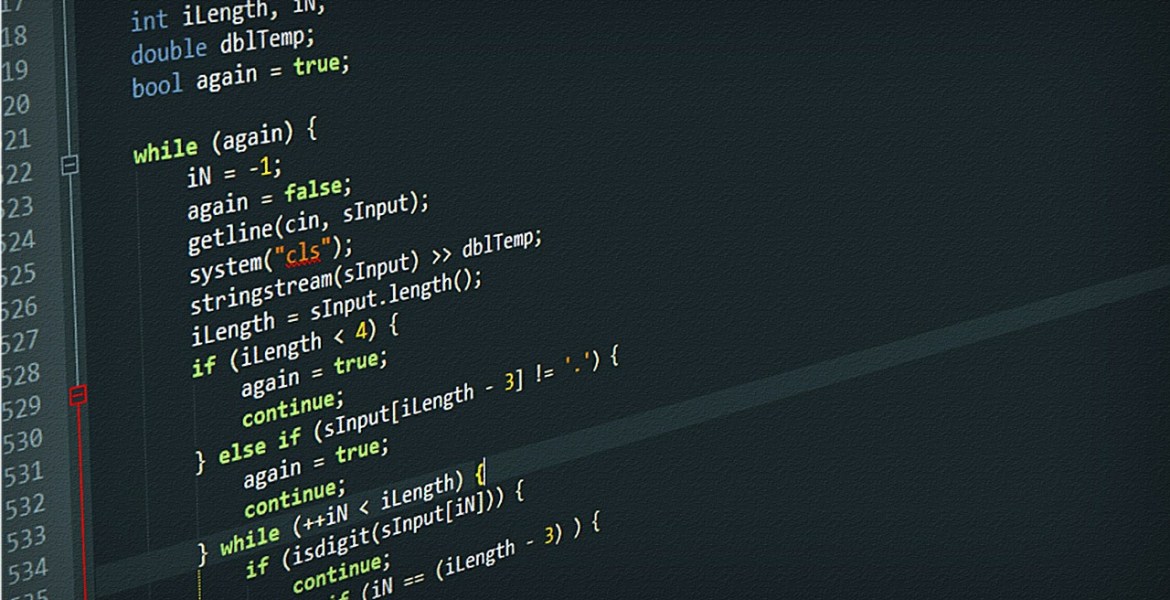 17
int iLength, iN;
18
double dblTemp;
19
bool again = true;
20
21
while (again) {
522
iN = -1;
523
again = false;
524
getline(cin, sInput);
525
system("cls");
526
stringstream(sInput) >> dblTemp;
527
iLength = sInput.length();
528
if (iLength < 4) {
529
again = true;
530
continue;
531
} else if (sInput[iLength - 3] != '.') {
532
again = true;
533
continue;
534
} while (++iN < iLength) {
if (isdigit(sInput[iN])) {
continue;
if (iN == (iLength - 3) ) {